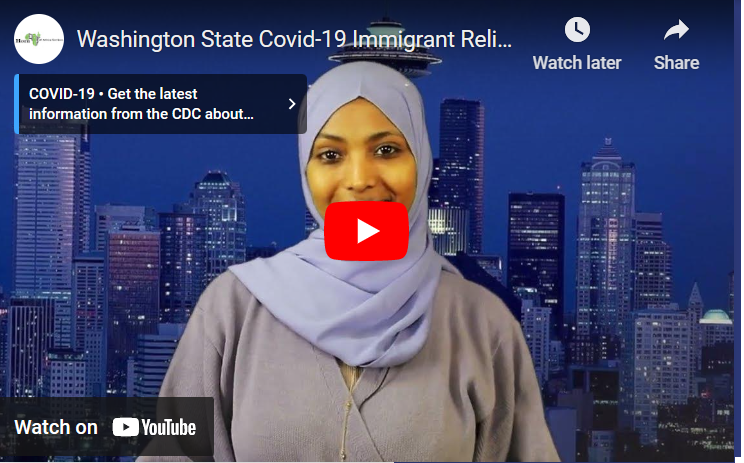 Washington State Covid-19 Immigrant Reli...
Watch later
Share
COVID-19 • Get the latest
information from the CDC about...
Watch on YouTube